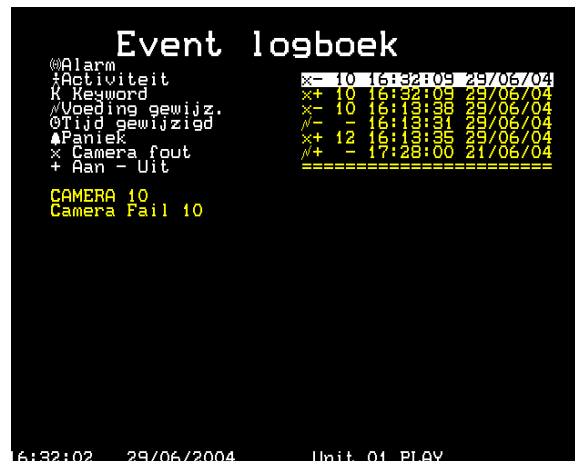 Event logboek
Alarm
Activiteit
K Keyword
Voeding gewijz.
Tijd gewijzigd
Paniek
x Camera fout
+ Aan - Uit
x- 10 16:32:09 29/06/04
x+ 10 16:32:09 29/06/04
x- 10 16:13:38 29/06/04
- - 16:13:31 29/06/04
x+ 12 16:13:35 29/06/04
+ - 17:28:00 21/06/04
========================
CAMERA 10
Camera Fail 10
16:32:02 29/06/2004 Unit 01 PLAY